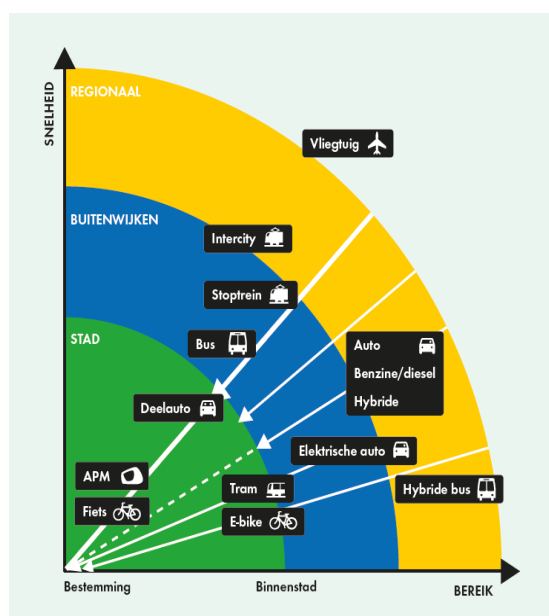 SNELHEID
REGIONAAL
Vliegtuig
BUITENWIJKEN
Intercity
Stoptrein
STAD
Bus
Auto
Benzine/diesel
Hybride
Deelauto
Elektrische auto
APM
Tram
Hybride bus
Fiets
E-bike
Bestemming
Binnenstad
BEREIK